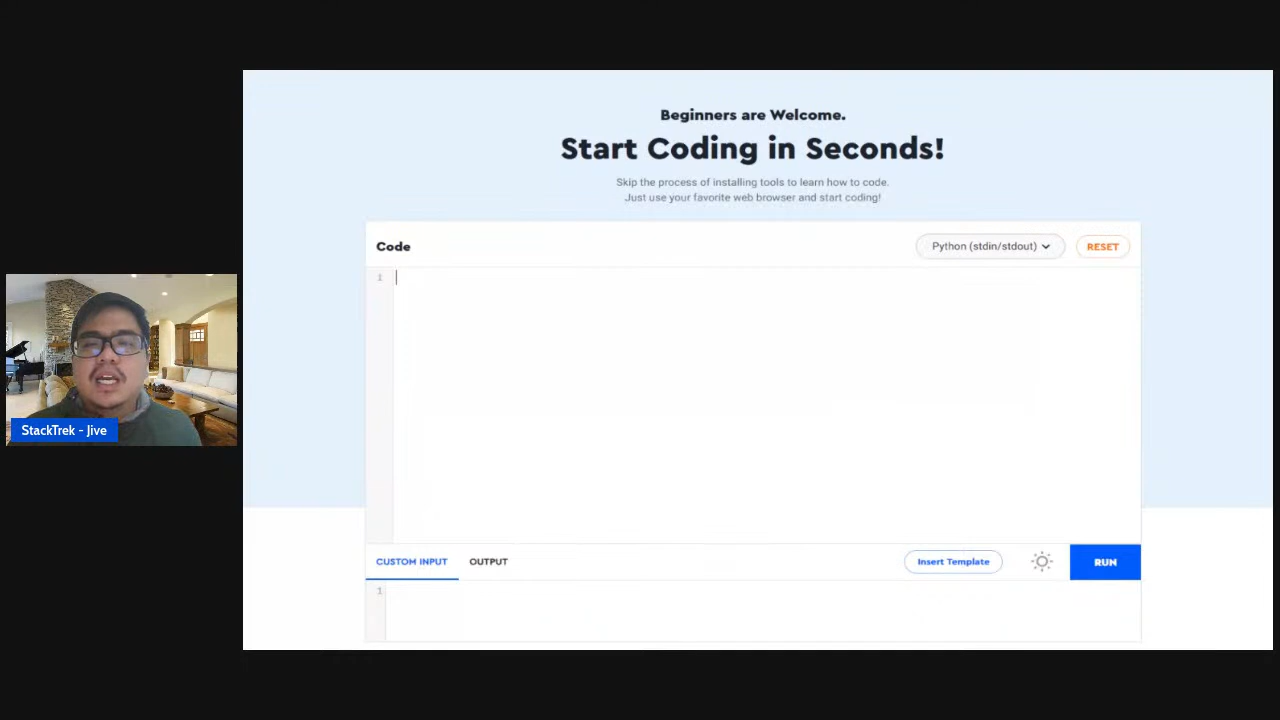 Beginners are Welcome.
Start Coding in Seconds!
Skip the process of installing tools to learn how to code.
Just use your favorite web browser and start coding!
Code
Python (stdin/stdout)
RESET
1
CUSTOM INPUT
OUTPUT
Insert Template
RUN
1
StackTrek - Jive